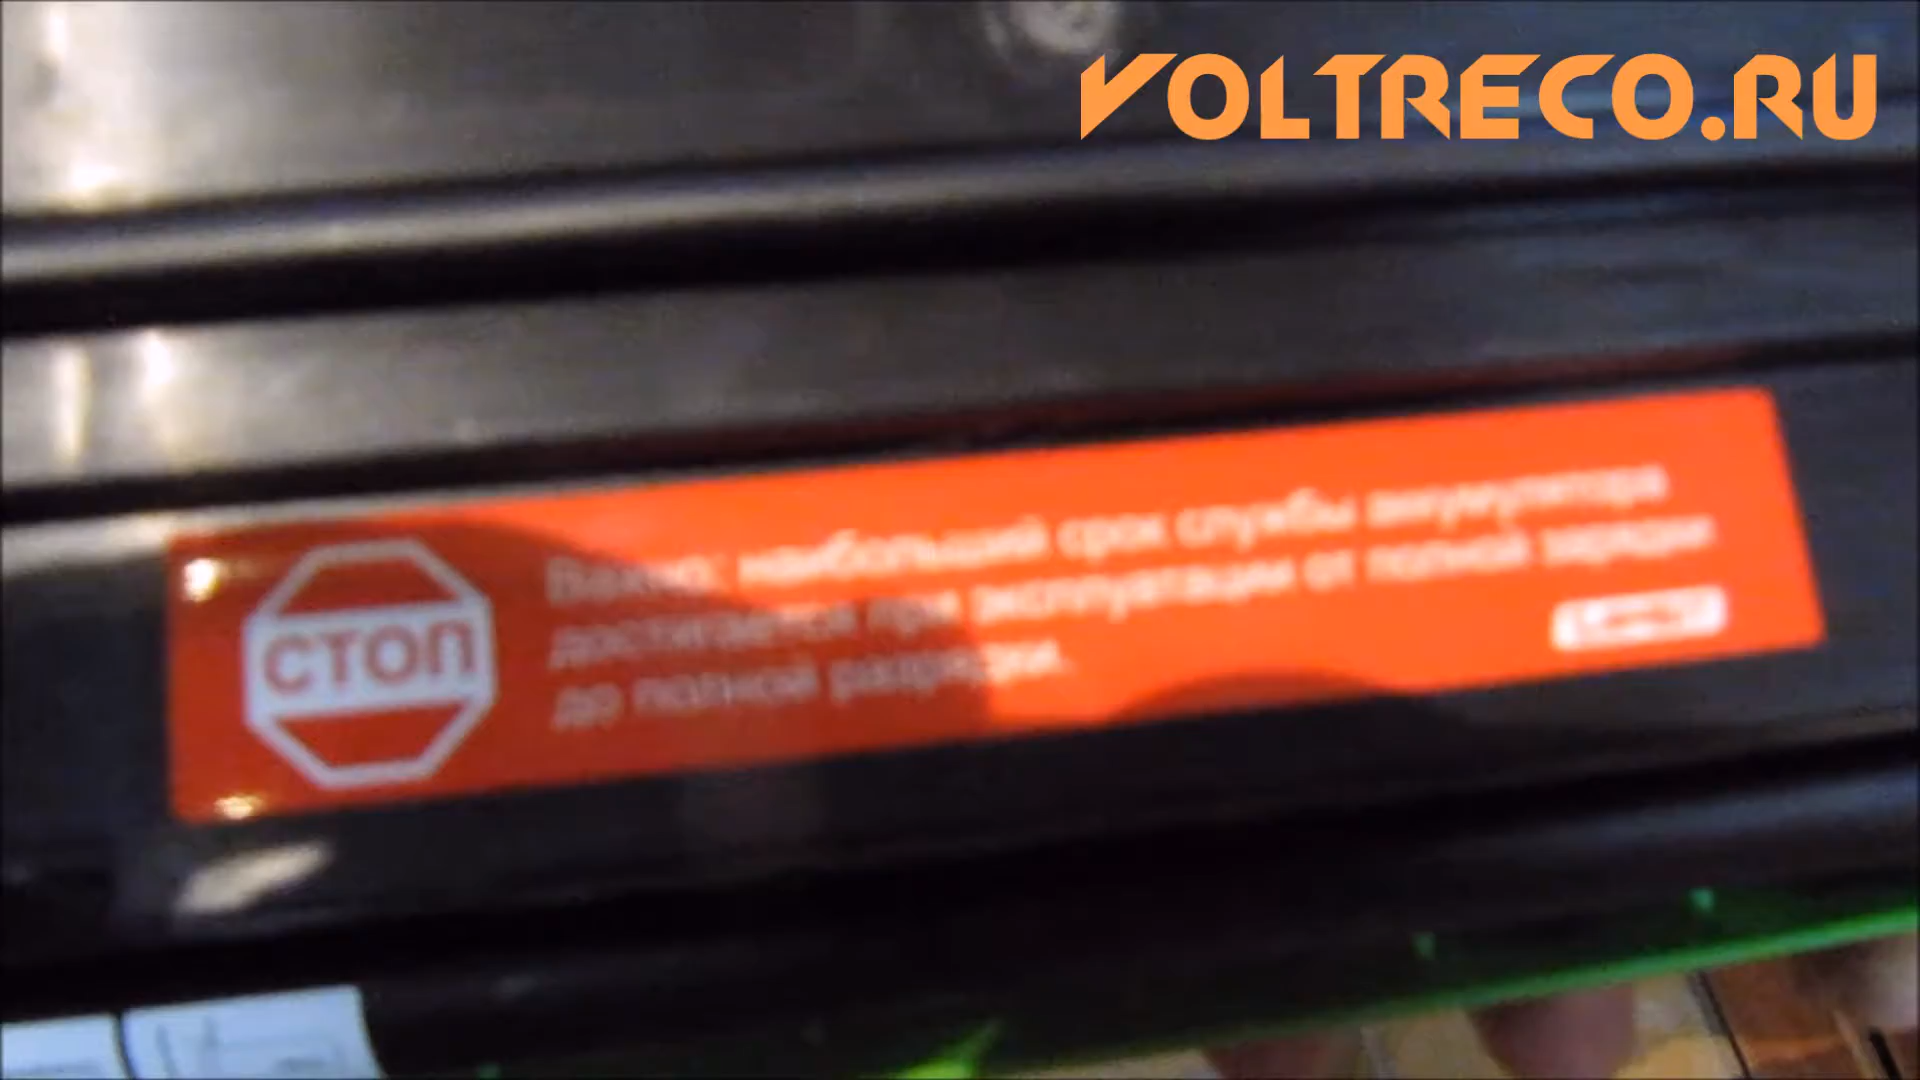 VOLTRECO.RU
СТОП
Важно: наибольший срок службы аккумулятора
достигается при эксплуатации от полной зарядки
до полной разрядки.